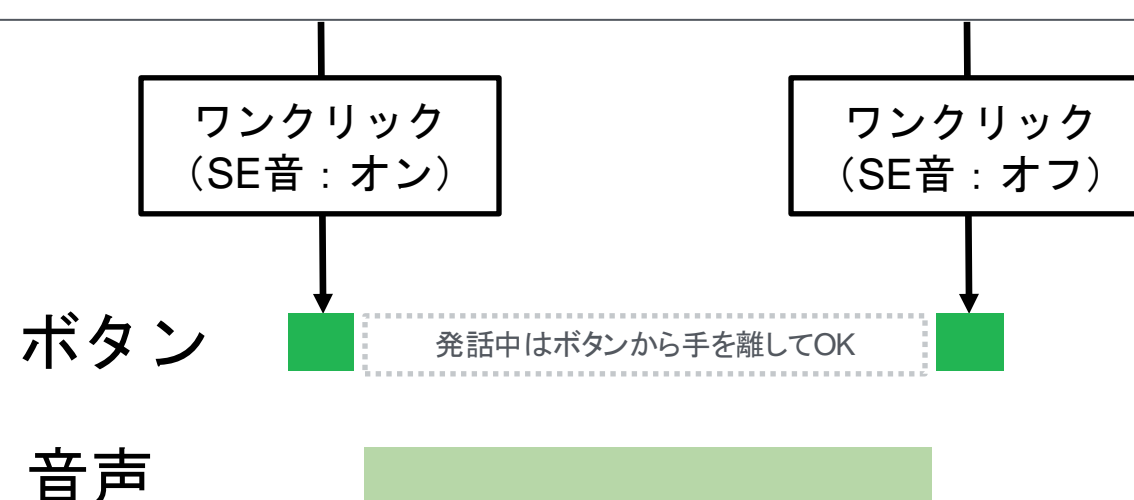 ワンクリック
（SE音：オン）
ワンクリック
（SE音：オフ）
ボタン
発話中はボタンから手を離してOK
音声